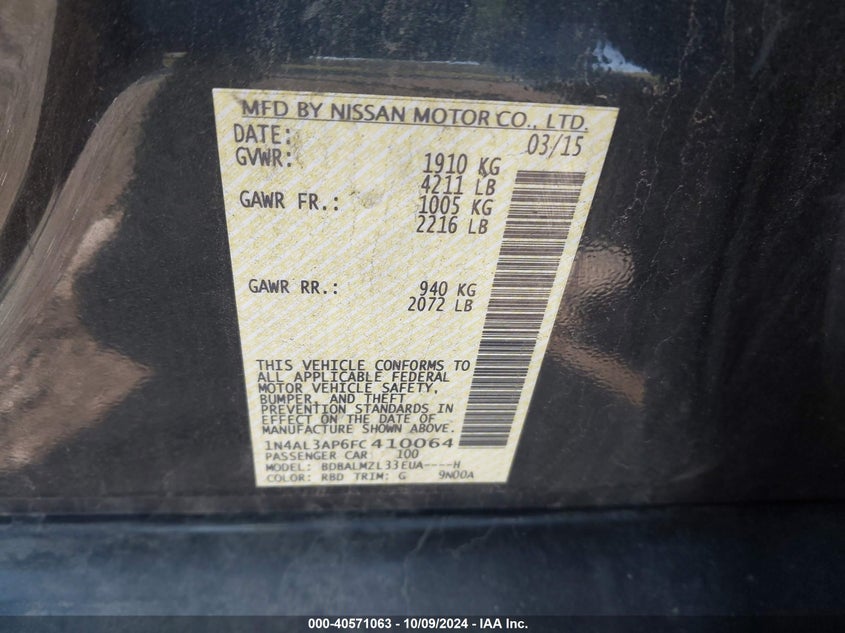 MFD BY NISSAN MOTOR CO., LTD.
DATE: 03/15
GVWR: 1910 KG
4211 LB
GAWR FR.: 1005 KG
2216 LB
GAWR RR.: 940 KG
2072 LB
THIS VEHICLE CONFORMS TO
ALL APPLICABLE FEDERAL
MOTOR VEHICLE SAFETY,
BUMPER, AND THEFT
PREVENTION STANDARDS IN
EFFECT ON THE DATE OF
MANUFACTURE SHOWN ABOVE.
1N4AL3AP6FC410064
PASSENGER CAR 100
MODEL: BDBALMZL33EUA----H
COLOR: RBD TRIM: G 9N00A
000-40571063 - 10/09/2024 - IAA Inc.